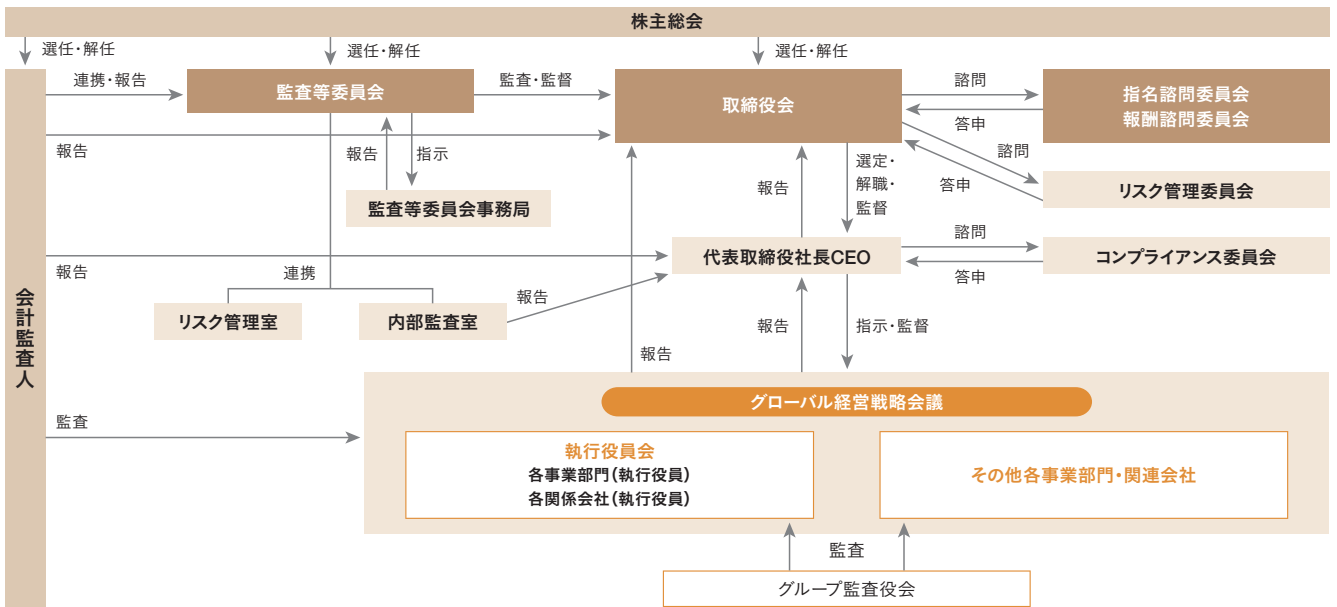 株主総会
選任・解任
選任・解任
選任・解任
連携・報告
監査等委員会
監査・監督
取締役会
諮問
答申
指名諮問委員会
報酬諮問委員会
報告
報告
指示
諮問
答申
選定・
解職・
監督
報告
監査等委員会事務局
リスク管理委員会
報告
代表取締役社長CEO
諮問
答申
コンプライアンス委員会
連携
報告
リスク管理室
内部監査室
会計監査人
報告
報告
指示・監督
監査
グローバル経営戦略会議
執行役員会
各事業部門(執行役員)
各関係会社(執行役員)
その他各事業部門・関連会社
監査
グループ監査役会